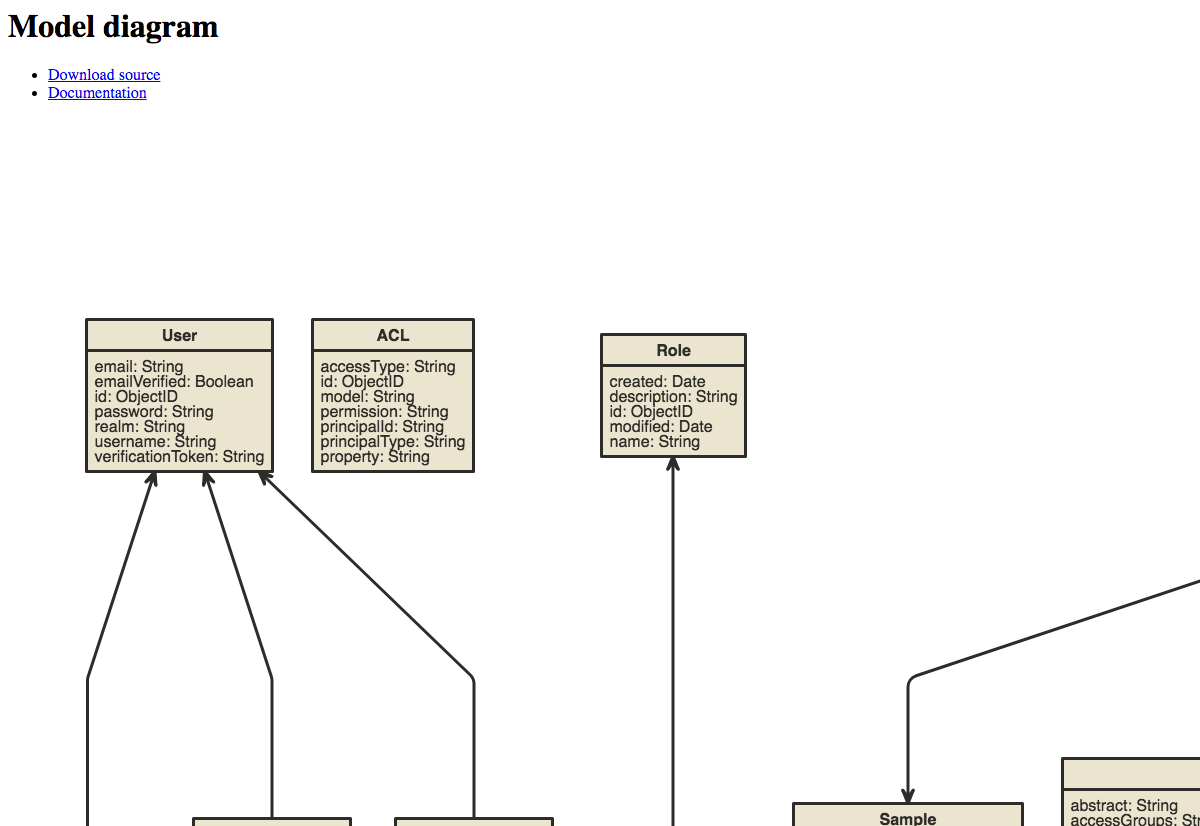 Model diagram
Download source
Documentation
User
email: String
emailVerified: Boolean
id: ObjectID
password: String
realm: String
username: String
verificationToken: String
ACL
accessType: String
id: ObjectID
model: String
permission: String
principalId: String
principalType: String
property: String
Role
created: Date
description: String
id: ObjectID
modified: Date
name: String
Sample
abstract: String
accessGroups: Str